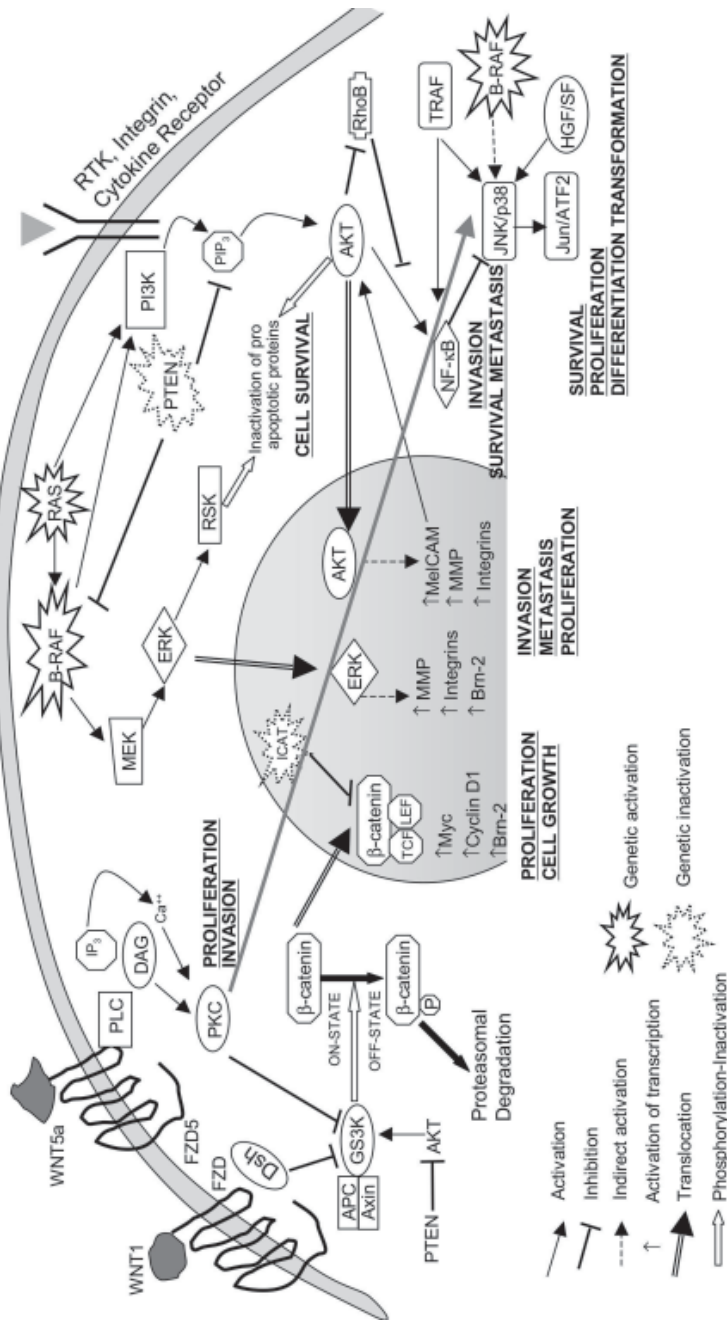 WNT1
WNT5a
FZD
FZD5
Dsh
PLC
IP3
DAG
Ca++
PKC
PROLIFERATION
INVASION
APC
Axin
GS3K
PTEN
AKT
ON-STATE
OFF-STATE
β-catenin
β-catenin
P
Proteasomal
Degradation
B-RAF
RAS
MEK
ERK
RSK
PI3K
PTEN
PIP3
RTK, Integrin,
Cytokine Receptor
Inactivation of pro
apoptotic proteins
CELL SURVIVAL
AKT
RhoB
ICAT
β-catenin
TCF
LEF
↑Myc
↑Cyclin D1
↑Brn-2
PROLIFERATION
CELL GROWTH
ERK
↑ MMP
↑ Integrins
↑ Brn-2
AKT
↑MelCAM
↑ MMP
↑ Integrins
INVASION
METASTASIS
PROLIFERATION
NF-κB
INVASION
SURVIVAL METASTASIS
TRAF
B-RAF
JNK/p38
HGF/SF
Jun/ATF2
SURVIVAL
PROLIFERATION
DIFFERENTIATION TRANSFORMATION
Activation
Inhibition
Indirect activation
↑ Activation of transcription
Translocation
Phosphorylation-Inactivation
Genetic activation
Genetic inactivation